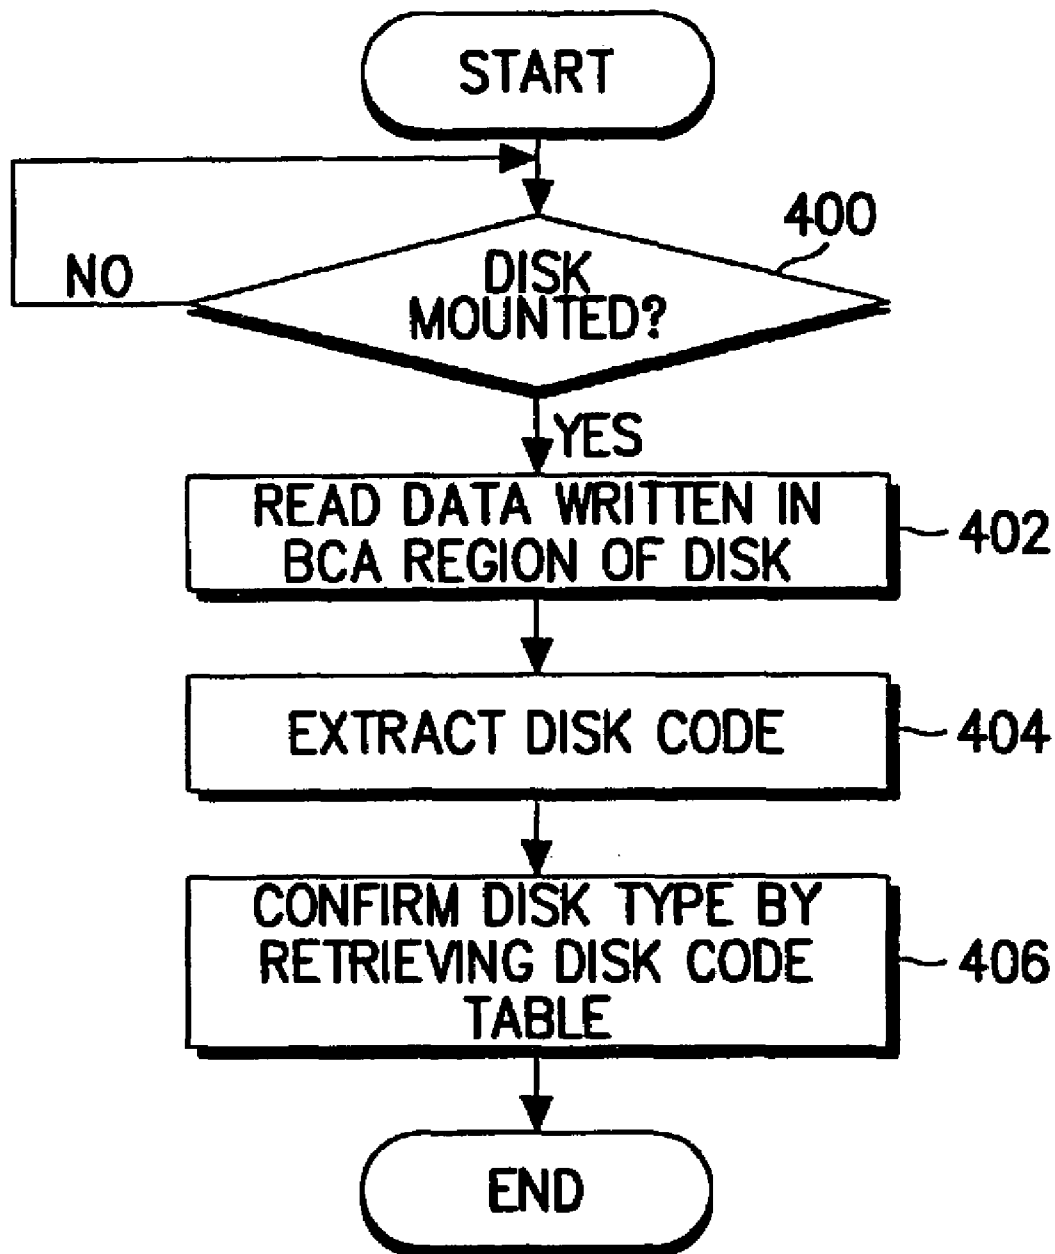 START
400
DISK
MOUNTED?
NO
YES
READ DATA WRITTEN IN
BCA REGION OF DISK
402
EXTRACT DISK CODE
404
CONFIRM DISK TYPE BY
RETRIEVING DISK CODE
TABLE
406
END